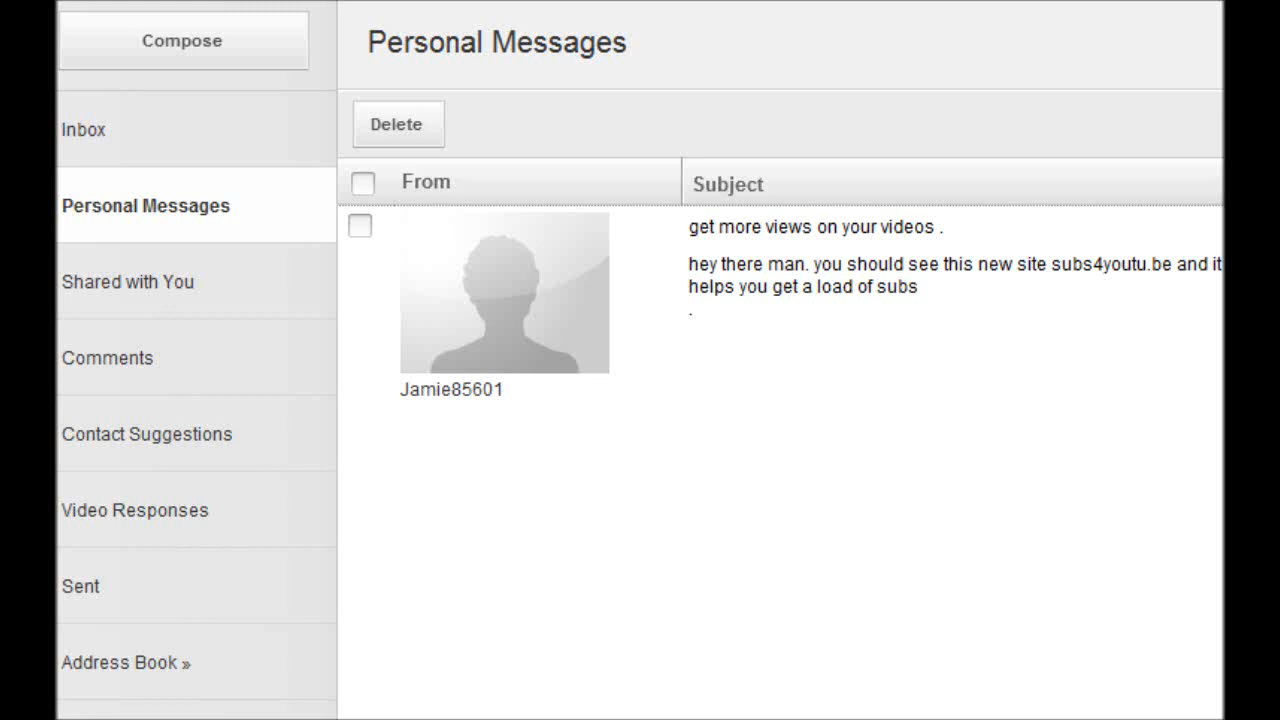 Compose
Personal Messages
Delete
Inbox
Personal Messages
Shared with You
Comments
Contact Suggestions
Video Responses
Sent
Address Book »
From
Subject
get more views on your videos .
hey there man. you should see this new site subs4youtu.be and it
helps you get a load of subs
.
Jamie85601